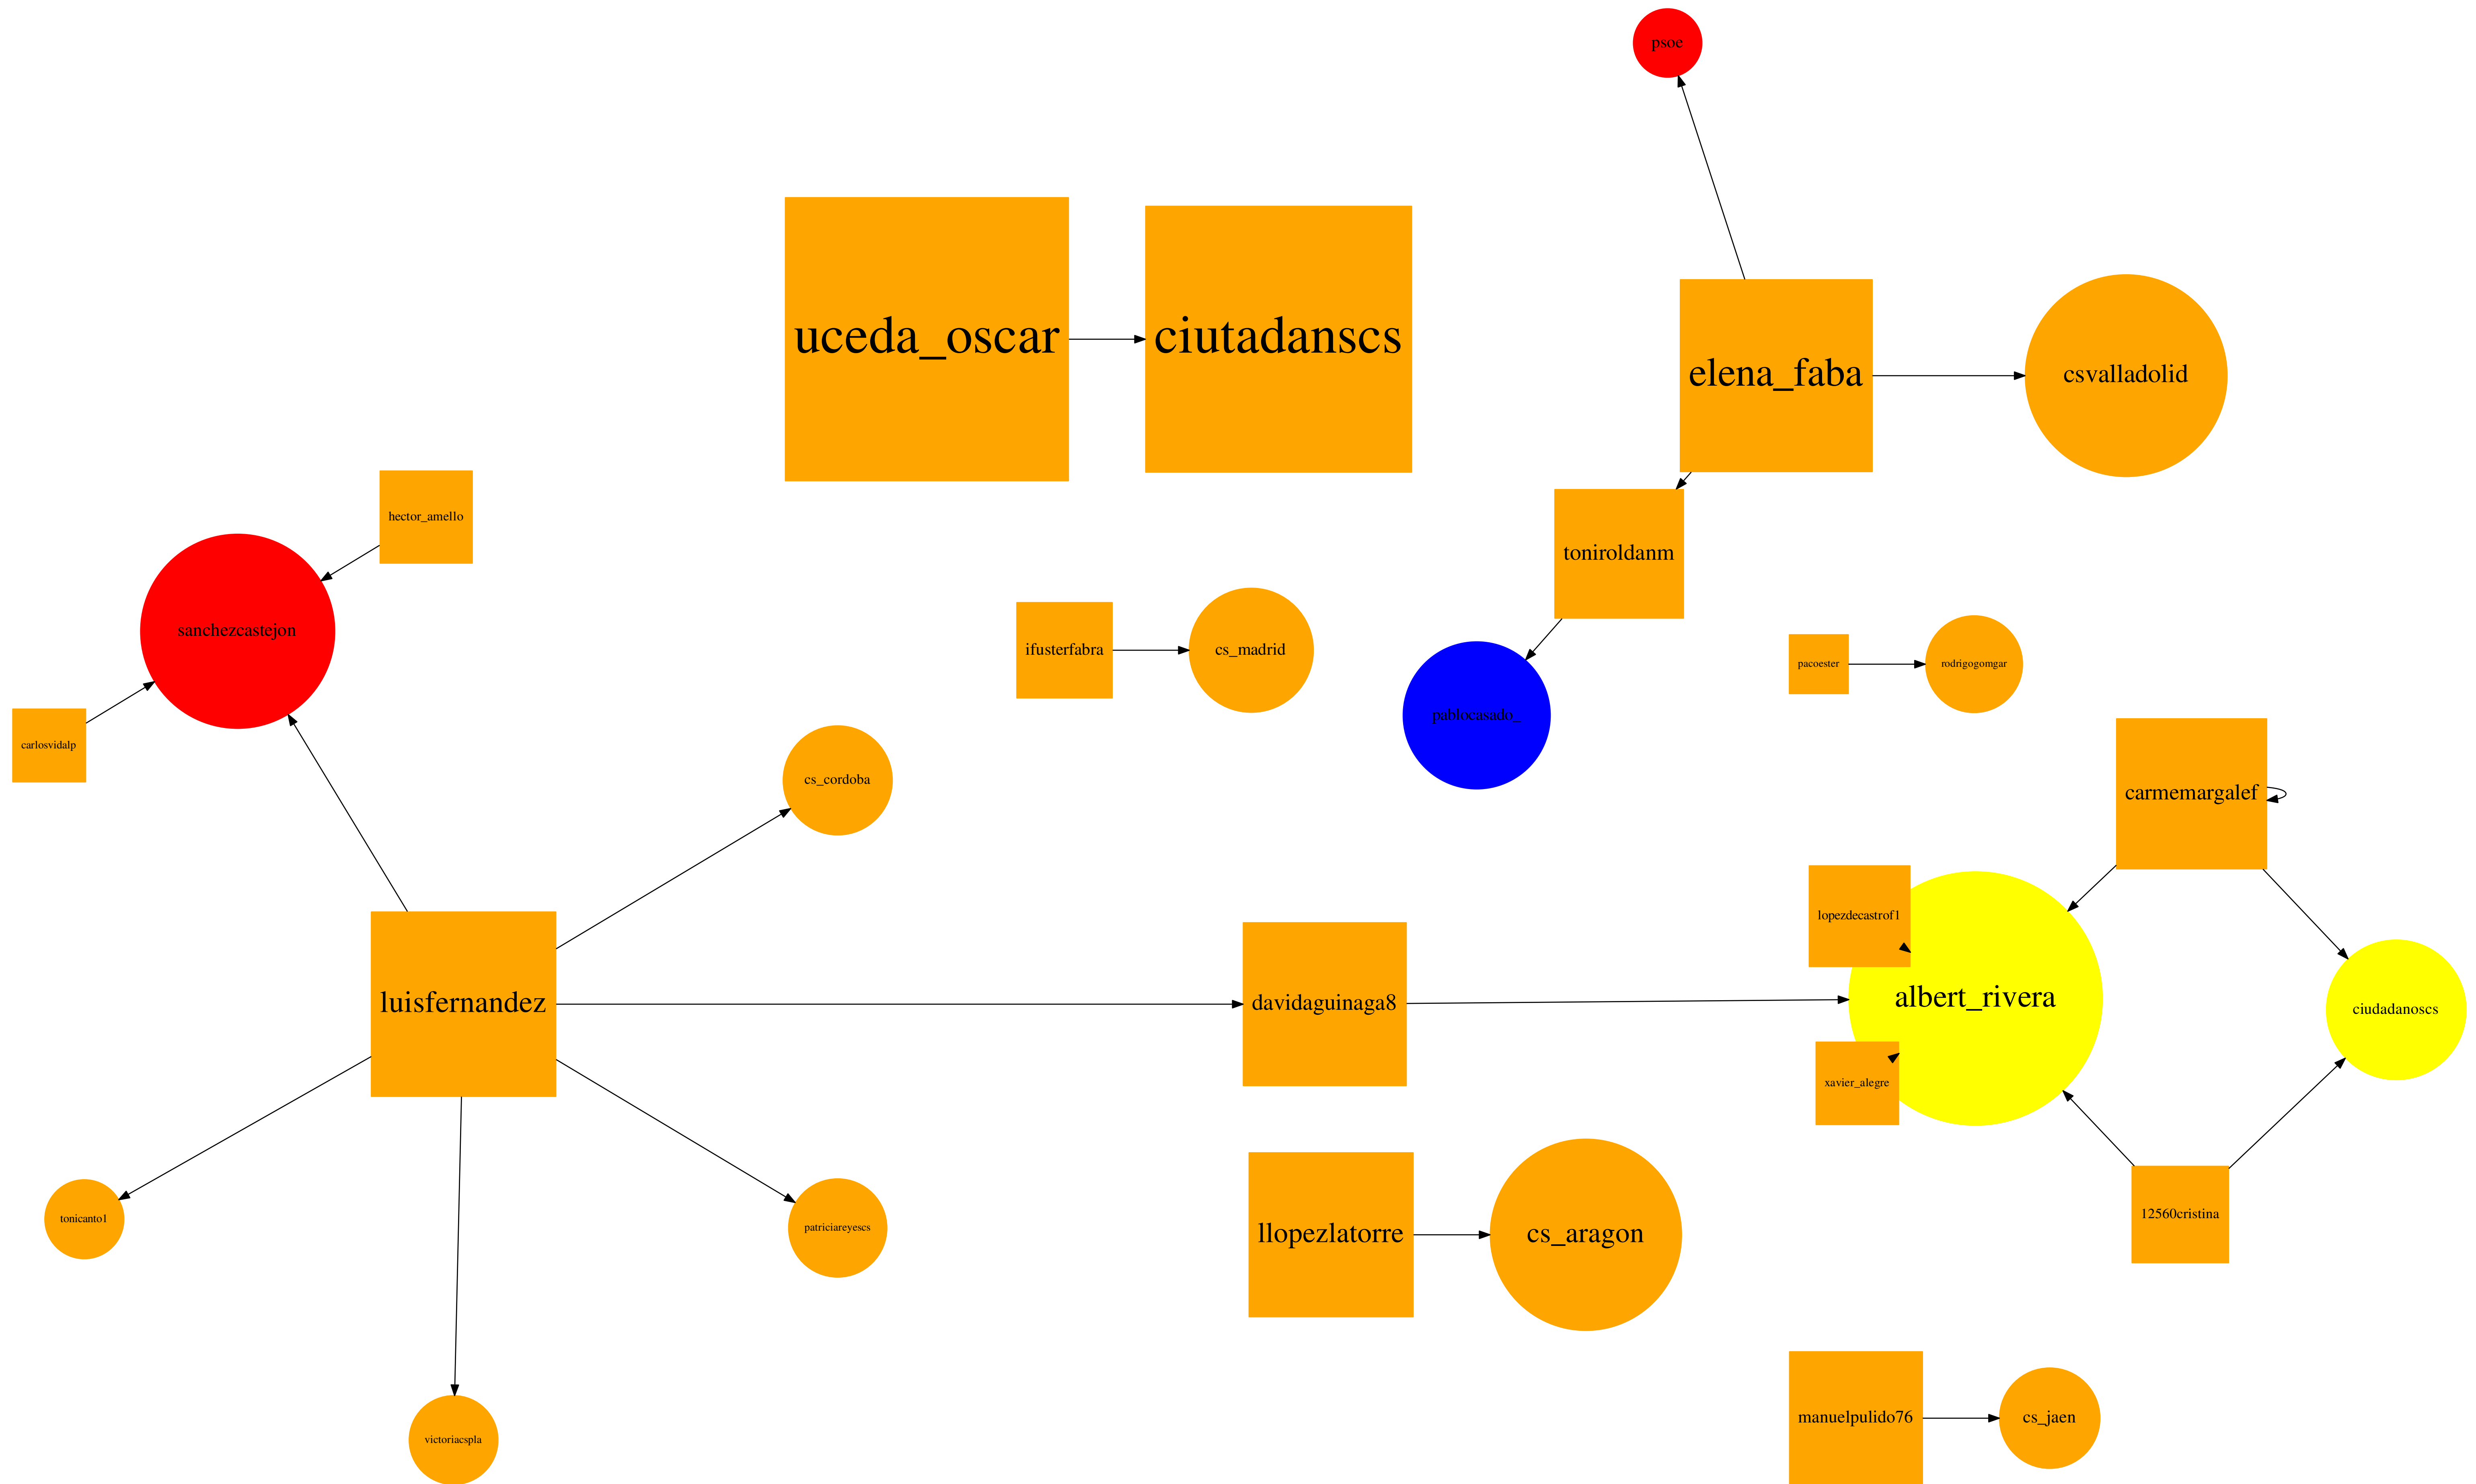 psoe
uceda_oscar
ciutadanscs
elena_faba
csvalladolid
hector_amello
toniroldanm
sanchezcastejon
ifusterfabra
cs_madrid
pacoester
rodrigogomgar
pablocasado_
carlosvidalp
cs_cordoba
carmemargalef
lopezdecastrof1
luisfernandez
davidaguinaga8
albert_rivera
ciudadanoscs
xavier_alegre
12560cristina
tonicanto1
patriciareyescs
llopezlatorre
cs_aragon
manuelpulido76
cs_jaen
victoriacspla